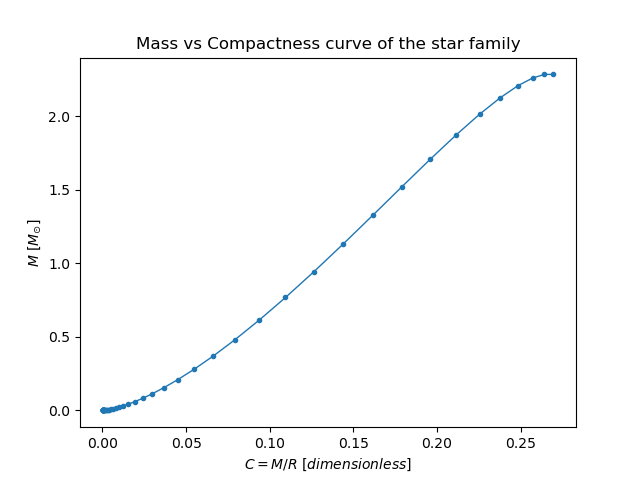 Mass vs Compactness curve of the star family
2.0
1.5
1.0
0.5
0.0
M [M⊙]
0.00 0.05 0.10 0.15 0.20 0.25
C = M/R [dimensionless]